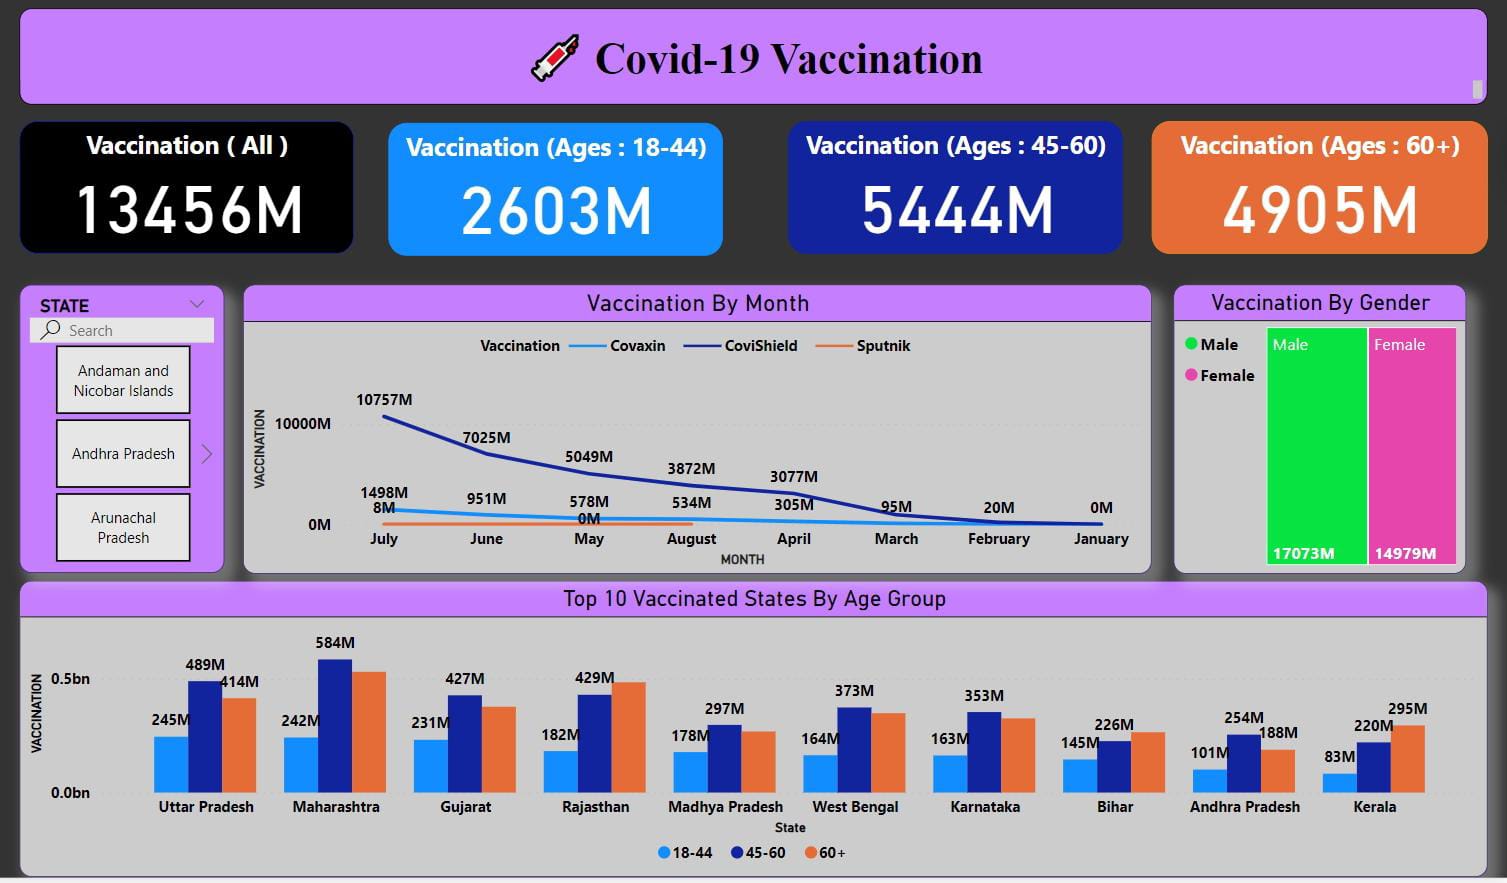 Covid-19 Vaccination
Vaccination ( All )
13456M
Vaccination (Ages : 18-44)
2603M
Vaccination (Ages : 45-60)
5444M
Vaccination (Ages : 60+)
4905M
STATE
Search
Andaman and
Nicobar Islands
Andhra Pradesh
Arunachal
Pradesh
Vaccination By Month
Vaccination Covaxin CoviShield Sputnik
VACCINATION
10000M
0M
10757M
7025M
5049M
3872M
3077M
1498M
951M
578M
534M
305M
95M
20M
0M
8M
0M
July June May August April March February January
MONTH
Vaccination By Gender
Male
Female
Male
17073M
Female
14979M
Top 10 Vaccinated States By Age Group
VACCINATION
0.5bn
0.0bn
245M 489M 414M
242M 584M
231M 427M
182M 429M
178M 297M
164M 373M
163M 353M
145M 226M
101M 254M 188M
83M 220M 295M
Uttar Pradesh Maharashtra Gujarat Rajasthan Madhya Pradesh West Bengal Karnataka Bihar Andhra Pradesh Kerala
State
18-44 45-60 60+